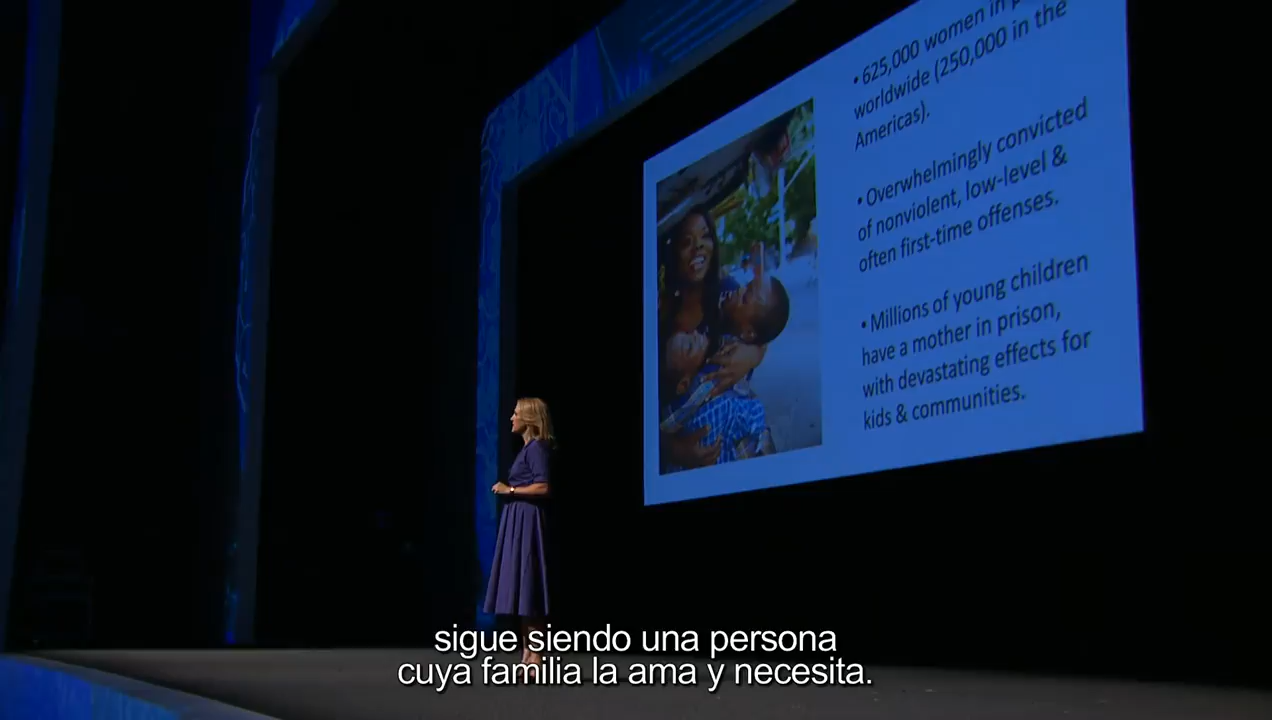 • 625,000 women in
worldwide (250,000 in the
Americas).
• Overwhelmingly convicted
of nonviolent, low-level &
often first-time offenses.
• Millions of young children
have a mother in prison,
with devastating effects for
kids & communities.
sigue siendo una persona
cuya familia la ama y necesita.